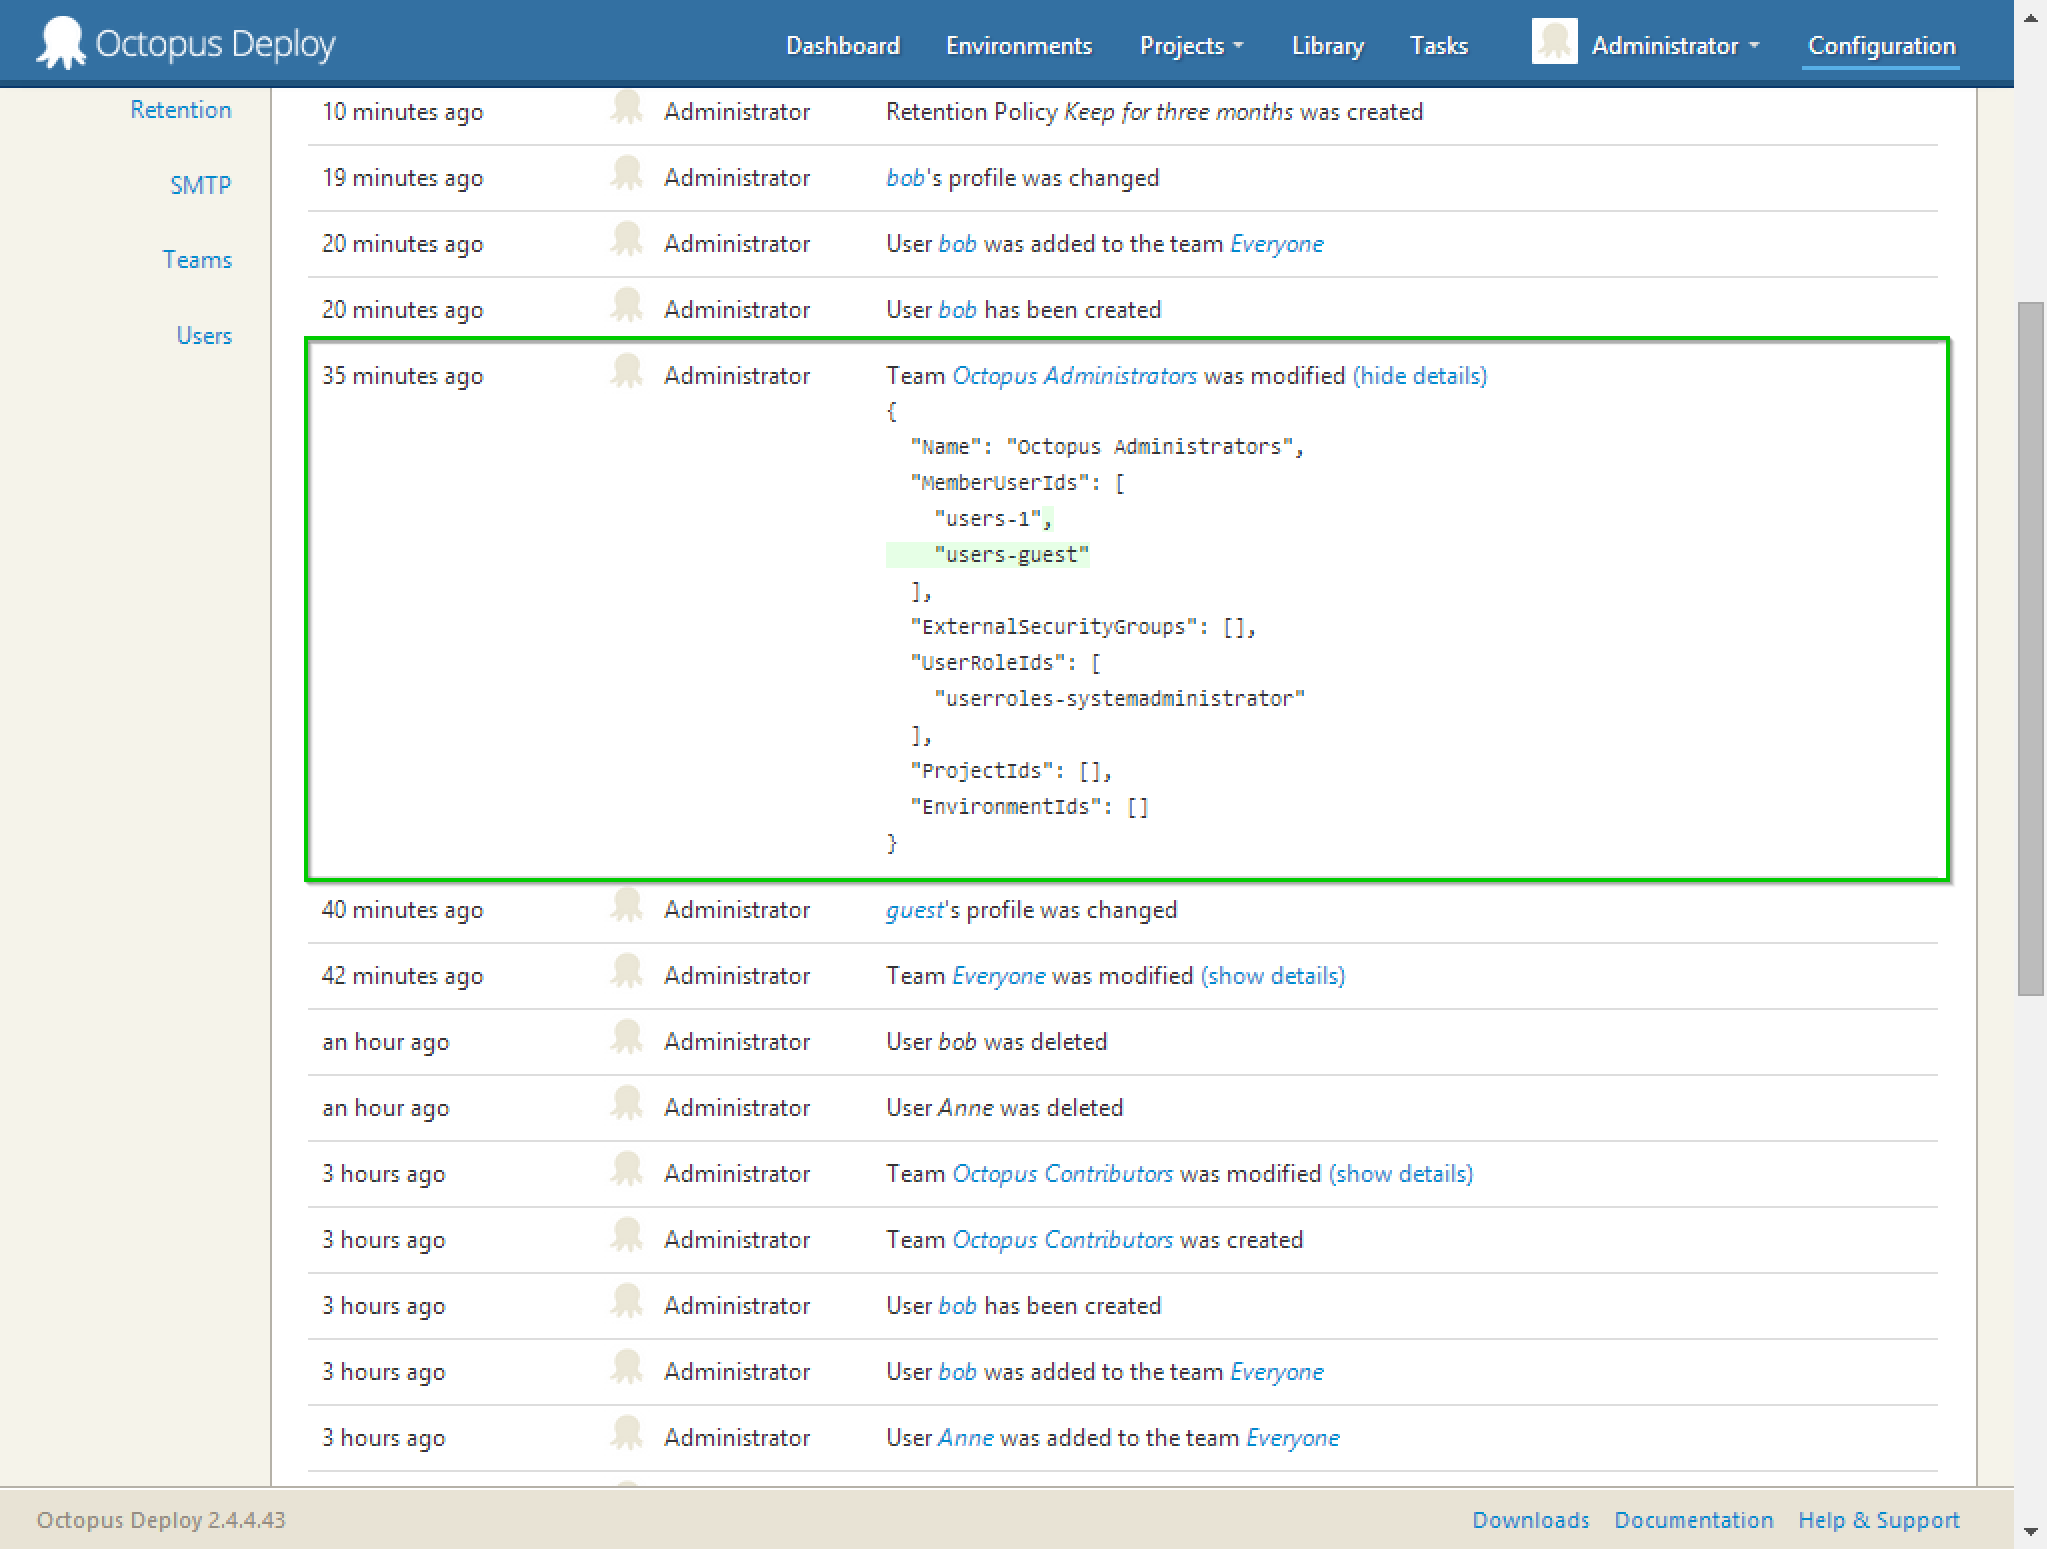 Octopus Deploy
Dashboard Environments Projects Library Tasks Administrator Configuration
Retention
SMTP
Teams
Users
10 minutes ago Administrator Retention Policy Keep for three months was created
19 minutes ago Administrator bob's profile was changed
20 minutes ago Administrator User bob was added to the team Everyone
20 minutes ago Administrator User bob has been created
35 minutes ago Administrator Team Octopus Administrators was modified (hide details)
{
"Name": "Octopus Administrators",
"MemberUserIds": [
"users-1",
"users-guest"
],
"ExternalSecurityGroups": [],
"UserRoleIds": [
"userroles-systemadministrator"
],
"ProjectIds": [],
"EnvironmentIds": []
}
40 minutes ago Administrator guest's profile was changed
42 minutes ago Administrator Team Everyone was modified (show details)
an hour ago Administrator User bob was deleted
an hour ago Administrator User Anne was deleted
3 hours ago Administrator Team Octopus Contributors was modified (show details)
3 hours ago Administrator Team Octopus Contributors was created
3 hours ago Administrator User bob has been created
3 hours ago Administrator User bob was added to the team Everyone
3 hours ago Administrator User Anne was added to the team Everyone
Octopus Deploy 2.4.4.43 Downloads Documentation Help & Support